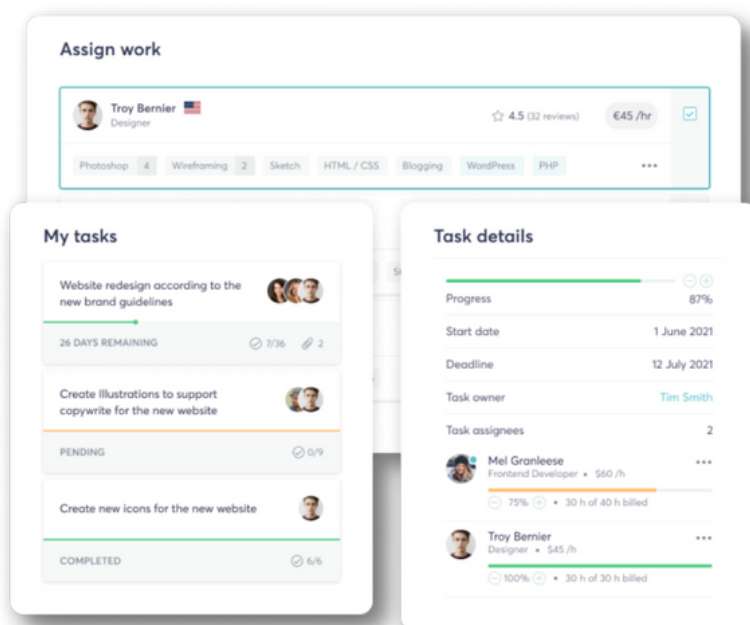 Assign work
Troy Bernier
Designer
4.5 (32 reviews)
€45 /hr
Photoshop 4 Wireframing 2 Sketch HTML / CSS Blogging WordPress PHP
My tasks
Website redesign according to the
new brand guidelines
26 DAYS REMAINING 7/36 2
Create Illustrations to support
copywrite for the new website
PENDING 0/9
Create new icons for the new website
COMPLETED 6/6
Task details
Progress 87%
Start date 1 June 2021
Deadline 12 July 2021
Task owner Tim Smith
Task assignees 2
Mel Granleese
Frontend Developer • $60 /h
75% • 30 h of 40 h billed
Troy Bernier
Designer • $45 /h
100% • 30 h of 30 h billed